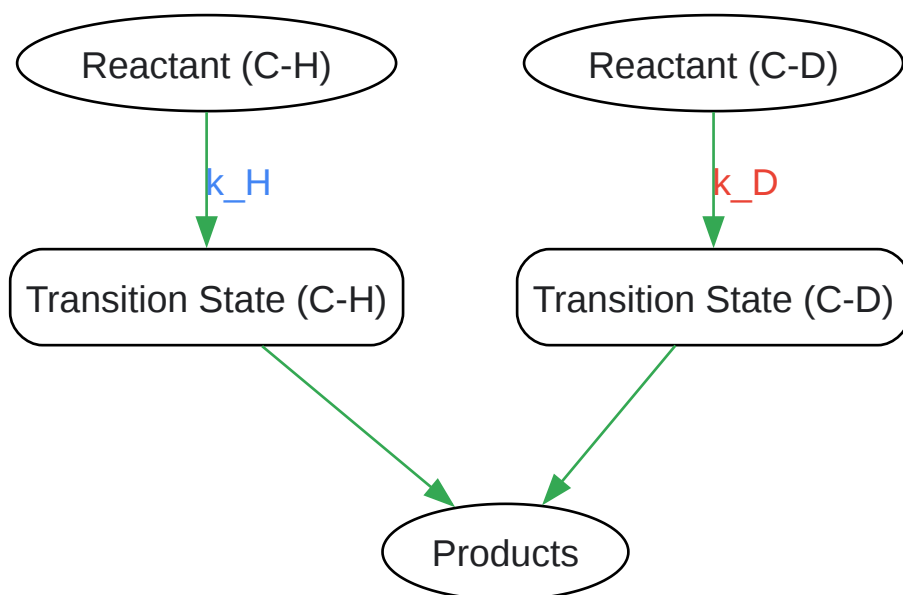 Reactant (C-H)
Reactant (C-D)
k_H
k_D
Transition State (C-H)
Transition State (C-D)
Products